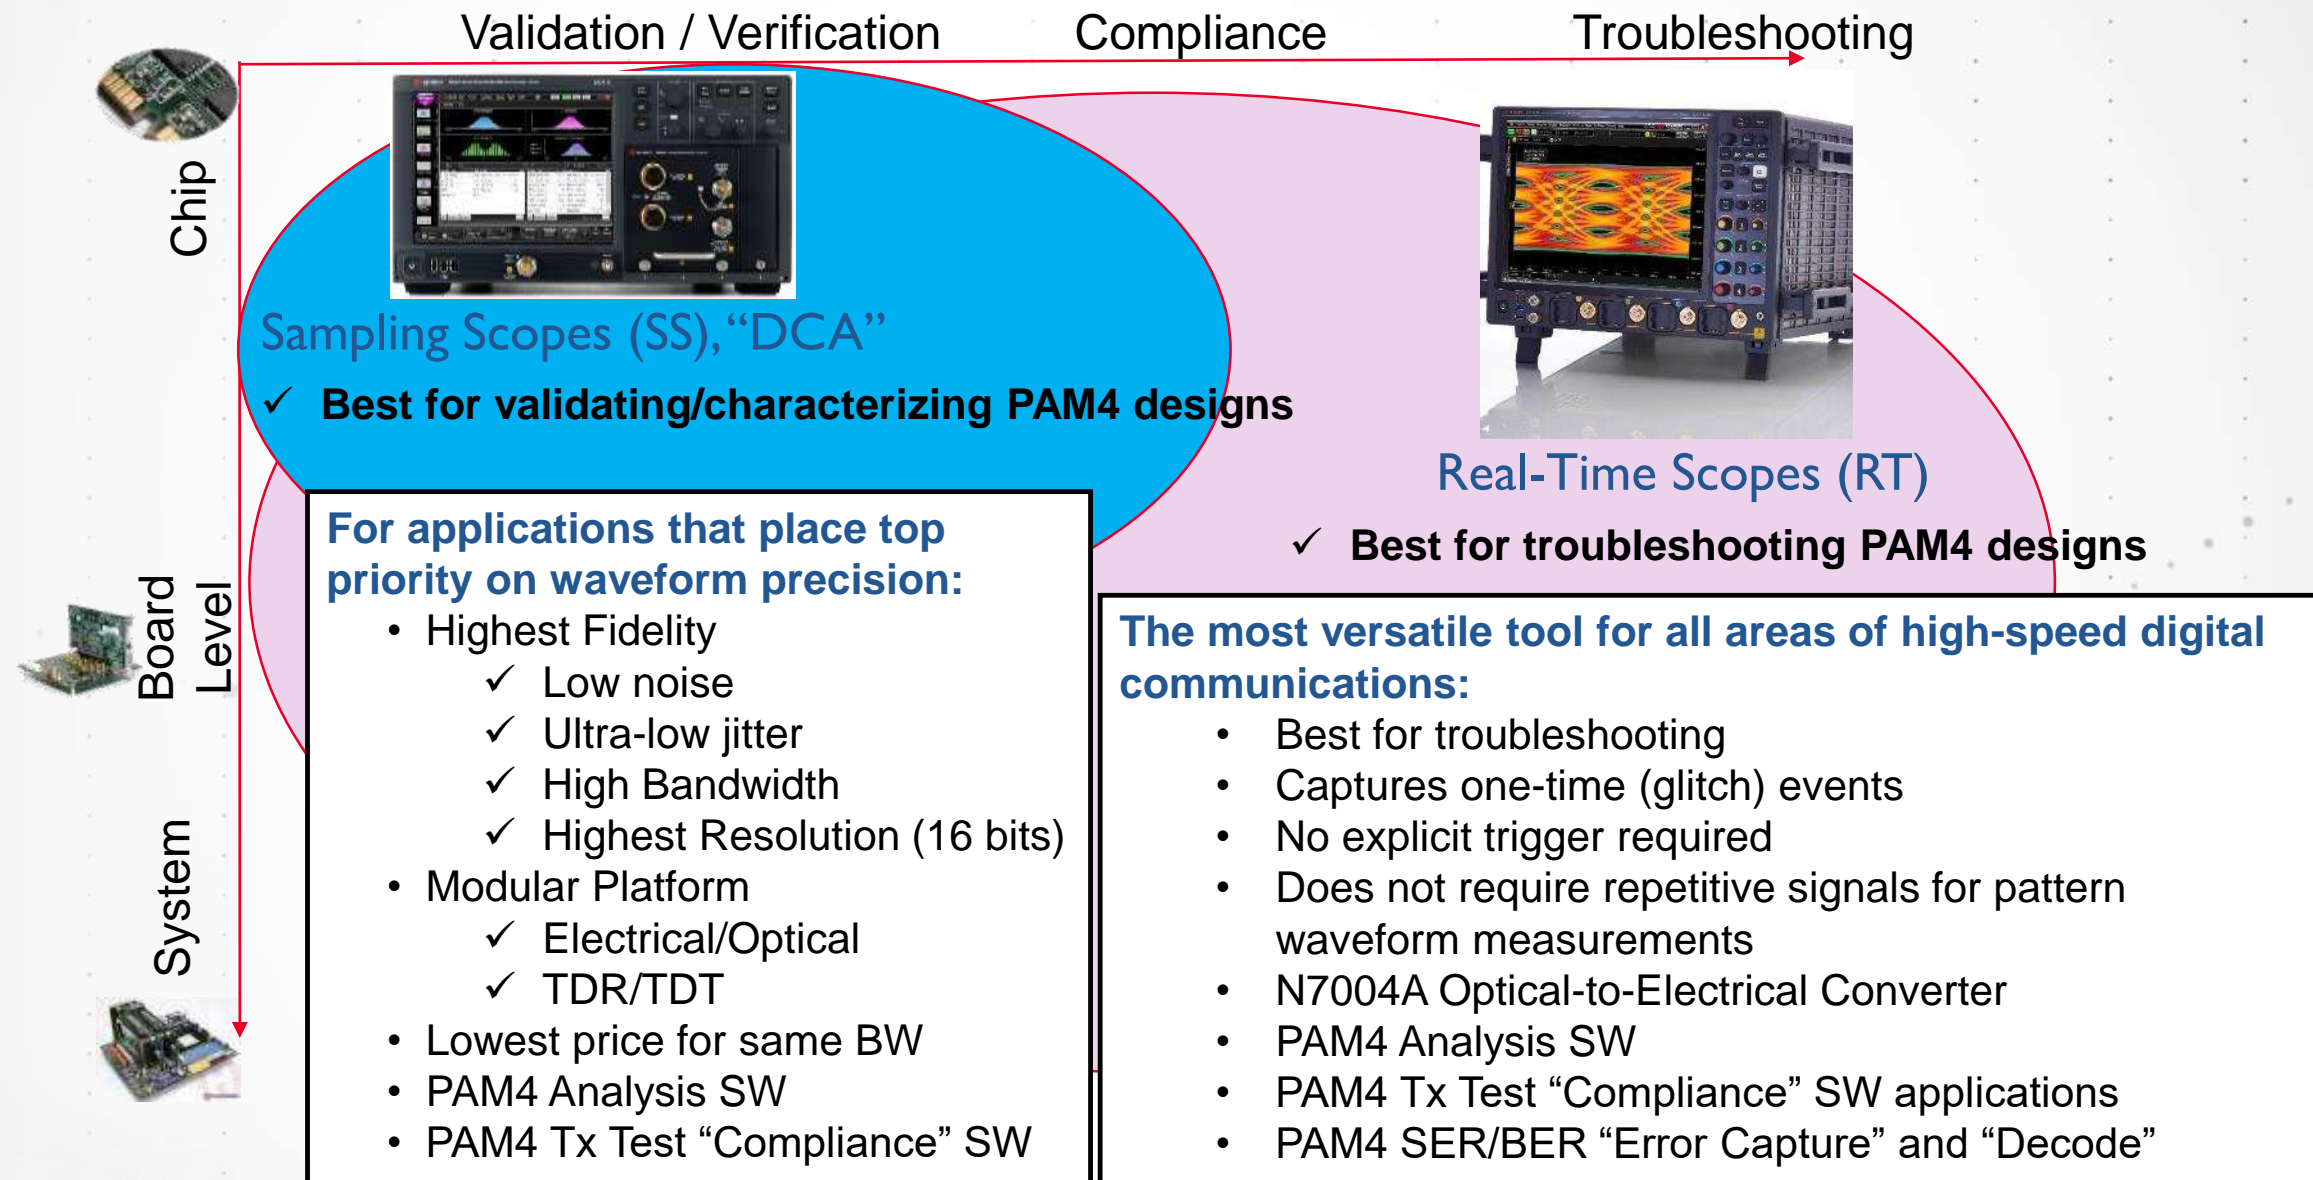 Validation / Verification
Compliance
Troubleshooting
Chip
Board
Level
System
Sampling Scopes (SS), “DCA”
✓ Best for validating/characterizing PAM4 designs
For applications that place top
priority on waveform precision:
• Highest Fidelity
✓ Low noise
✓ Ultra-low jitter
✓ High Bandwidth
✓ Highest Resolution (16 bits)
• Modular Platform
✓ Electrical/Optical
✓ TDR/TDT
• Lowest price for same BW
• PAM4 Analysis SW
• PAM4 Tx Test “Compliance” SW
Real-Time Scopes (RT)
✓ Best for troubleshooting PAM4 designs
The most versatile tool for all areas of high-speed digital
communications:
• Best for troubleshooting
• Captures one-time (glitch) events
• No explicit trigger required
• Does not require repetitive signals for pattern
waveform measurements
• N7004A Optical-to-Electrical Converter
• PAM4 Analysis SW
• PAM4 Tx Test “Compliance” SW applications
• PAM4 SER/BER “Error Capture” and “Decode”